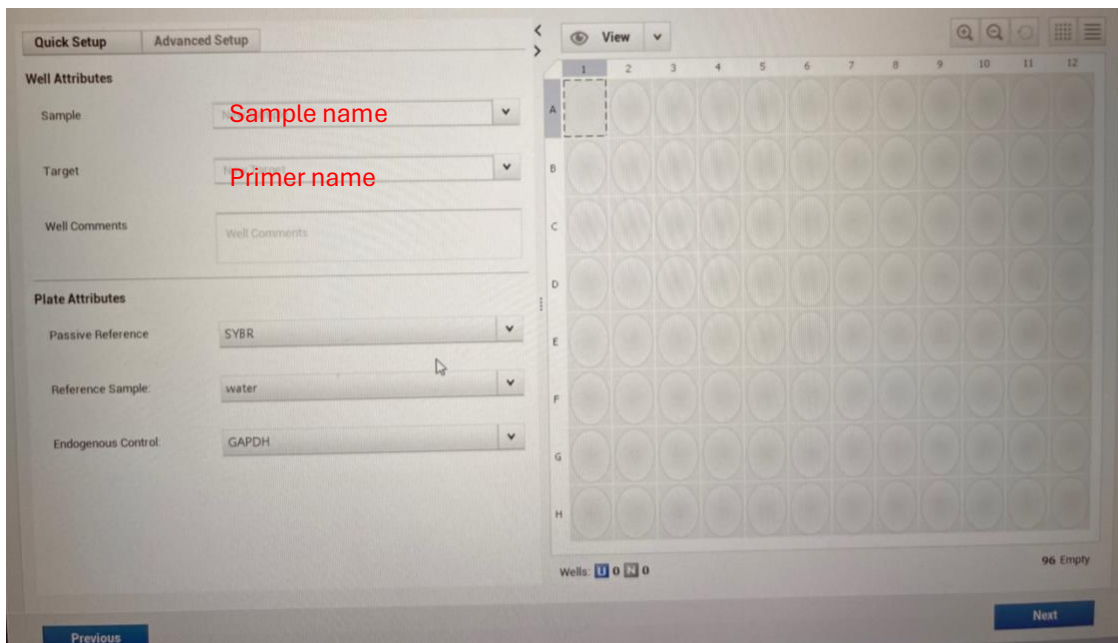 Quick Setup
Advanced Setup
View
Well Attributes
Sample
Sample name
Target
Primer name
Well Comments
Well Comments
Plate Attributes
Passive Reference
SYBR
Reference Sample:
water
Endogenous Control:
GAPDH
1 2 3 4 5 6 7 8 9 10 11 12
A
B
C
D
E
F
G
H
Wells: U 0 N 0
96 Empty
Previous
Next